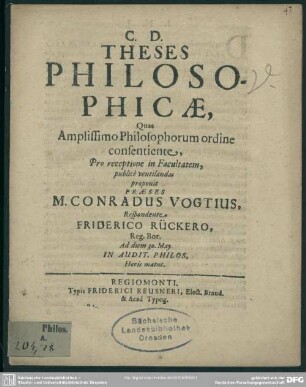 C. D.
THESES
PHILOSO-
PHICÆ,
Quas
Amplissimo Philosophorum ordine
consentiente,
Pro receptione in Facultatem,
publicè ventilandas
proponit
PRÆSES
M. CONRADUS VOGTIUS,
Respondente
FRIDERICO RÜCKERO,
Reg. Bor.
Ad diem 30. May
IN AUDIT. PHILOS.
Horis matut.
REGIOMONTI,
Typis FRIDERICI REUSNERI, Elect. Brand.
& Acad. Typog.
Philos.
A.
Sächsische
Landesbibliothek
Dresden